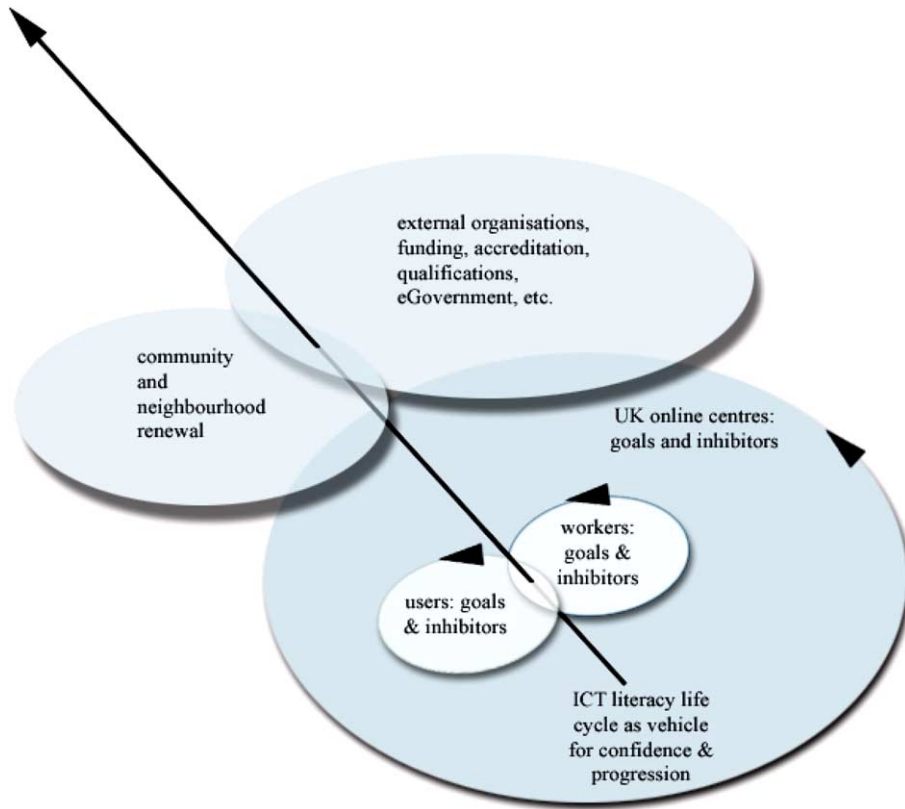 external organisations,
funding, accreditation,
qualifications,
eGovernment, etc.
community
and
neighbourhood
renewal
UK online centres:
goals and inhibitors
workers:
goals &
inhibitors
users: goals
& inhibitors
ICT literacy life
cycle as vehicle
for confidence &
progression